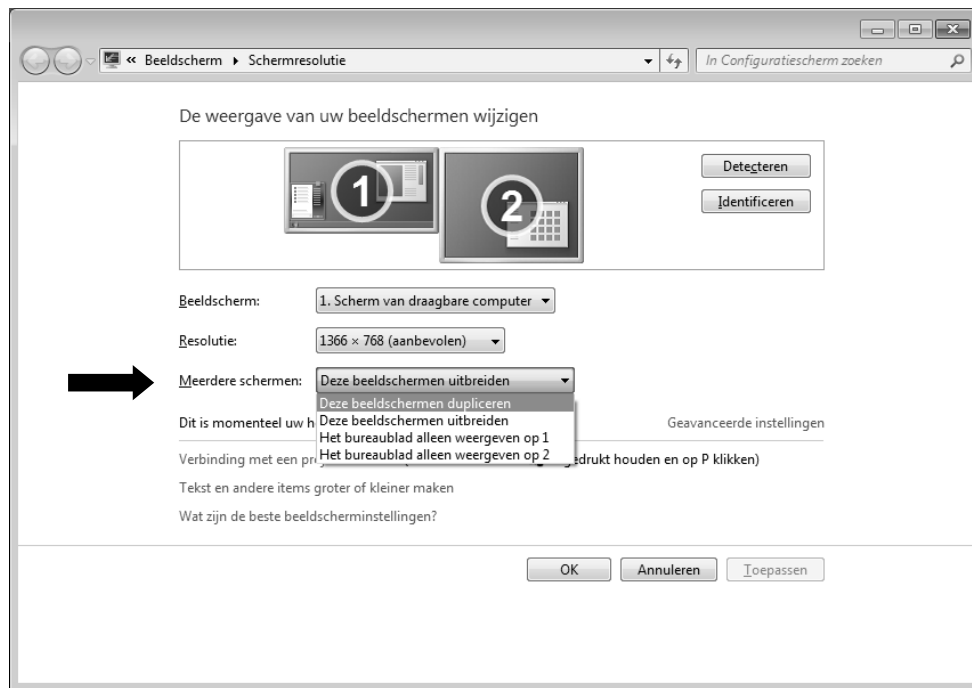 « Beeldscherm Schermresolutie In Configuratiescherm zoeken
De weergave van uw beeldschermen wijzigen
1 2
Detecteren
Identificeren
Beeldscherm: 1. Scherm van draagbare computer
Resolutie: 1366 × 768 (aanbevolen)
Meerdere schermen: Deze beeldschermen uitbreiden
Deze beeldschermen dupliceren
Deze beeldschermen uitbreiden
Het bureaublad alleen weergeven op 1
Het bureaublad alleen weergeven op 2
Dit is momenteel uw Geavanceerde instellingen
Verbinding met een houden en op P klikken)
Tekst en andere items groter of kleiner maken
Wat zijn de beste beeldscherminstellingen?
OK Annuleren Toepassen